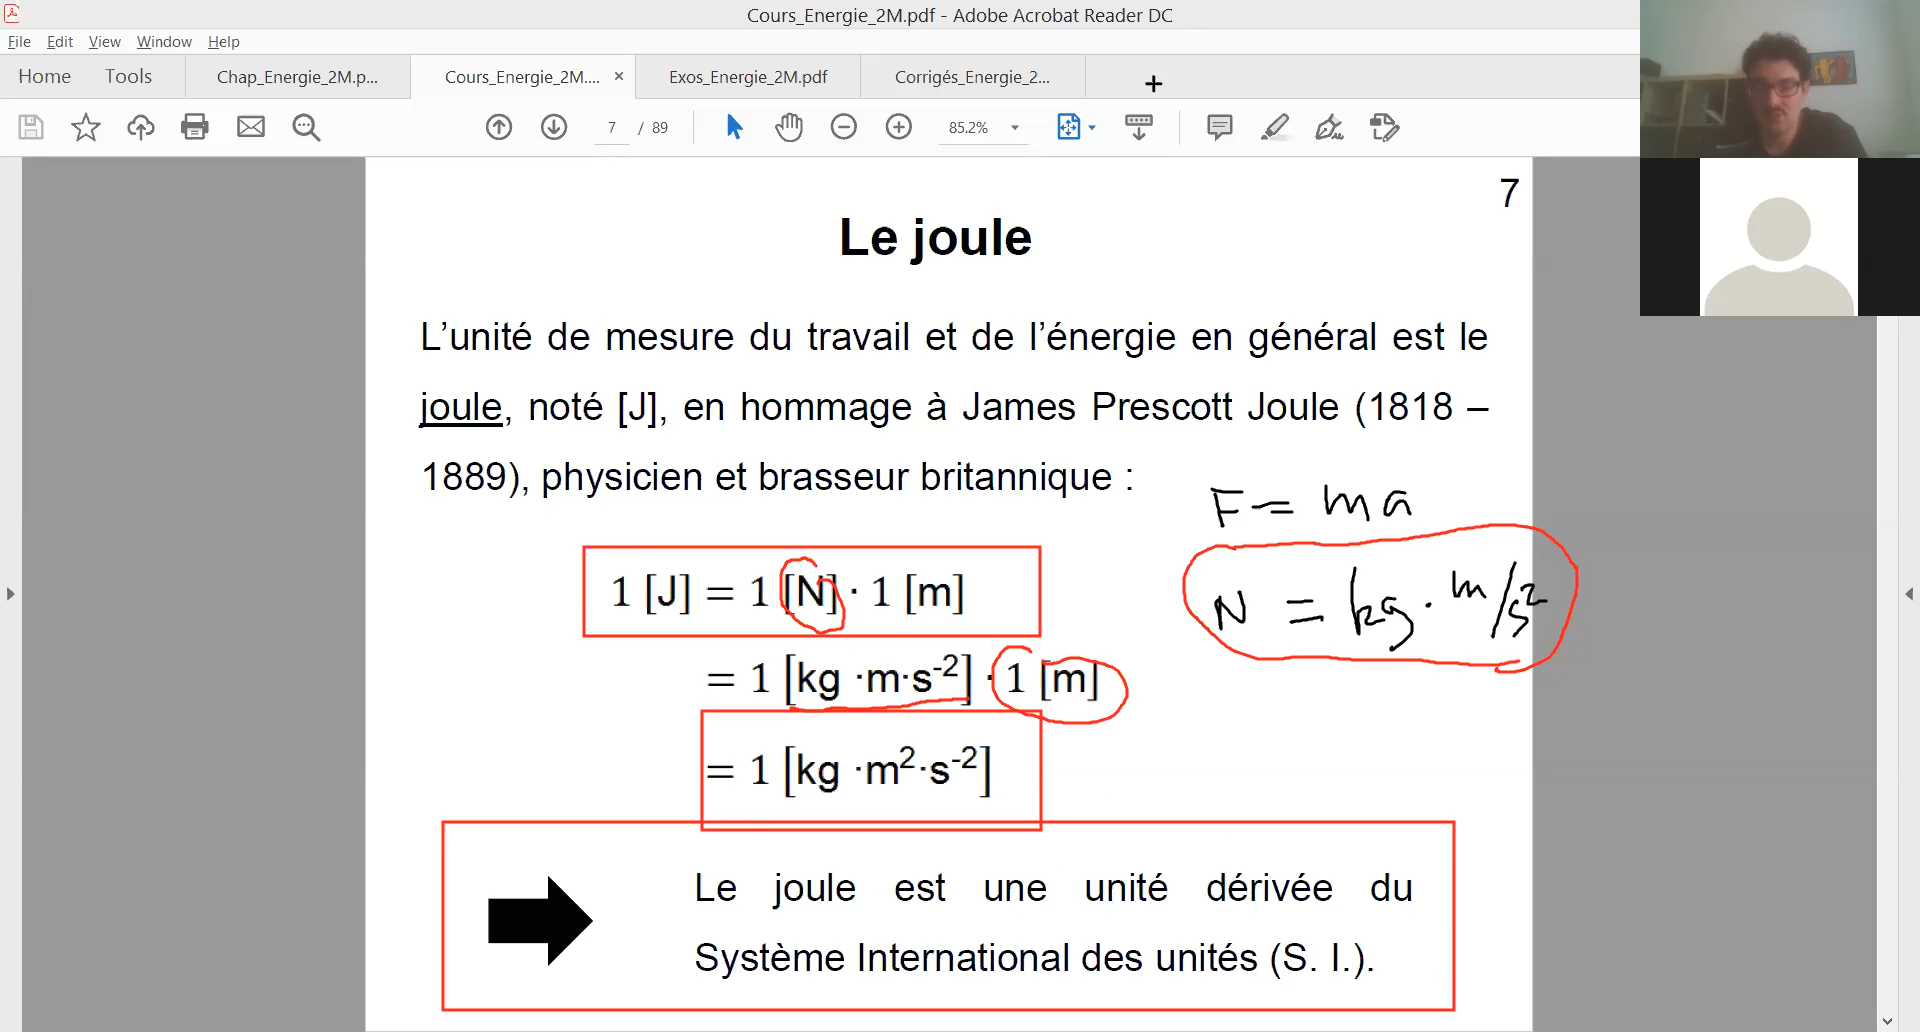 Cours_Energie_2M.pdf - Adobe Acrobat Reader DC
File Edit View Window Help
Home Tools Chap_Energie_2M.p... Cours_Energie_2M.... × Exos_Energie_2M.pdf Corrigés_Energie_2...
7 / 89 85.2%
7
Le joule
L’unité de mesure du travail et de l’énergie en général est le
joule, noté [J], en hommage à James Prescott Joule (1818 –
1889), physicien et brasseur britannique :
F = ma
1 [J] = 1 [N] · 1 [m]
N = kg · m/s²
= 1 [kg ·m·s⁻²] · 1 [m]
= 1 [kg ·m²·s⁻²]
Le joule est une unité dérivée du
Système International des unités (S. I.).